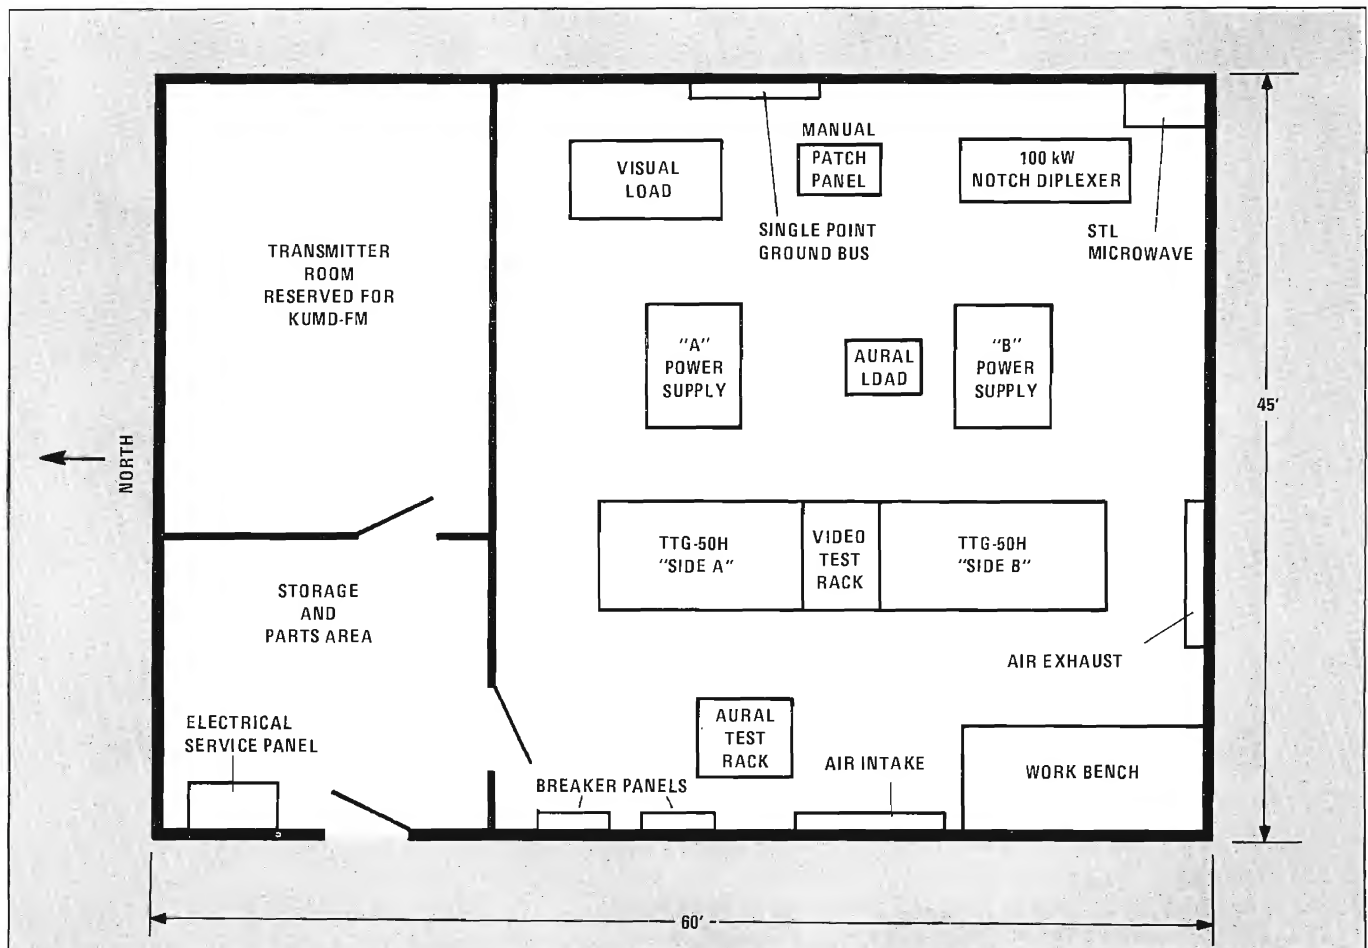 MANUAL
PATCH
PANEL
VISUAL
LOAD
100 kW
NOTCH DIPLEXER
SINGLE POINT
GROUND BUS
STL
MICROWAVE
TRANSMITTER
ROOM
RESERVED FOR
KUMD-FM
"A"
POWER
SUPPLY
AURAL
LOAD
"B"
POWER
SUPPLY
45'
NORTH
TTG-50H
"SIDE A"
VIDEO
TEST
RACK
TTG-50H
"SIDE B"
STORAGE
AND
PARTS AREA
AIR EXHAUST
ELECTRICAL
SERVICE PANEL
AURAL
TEST
RACK
BREAKER PANELS
AIR INTAKE
WORK BENCH
60'